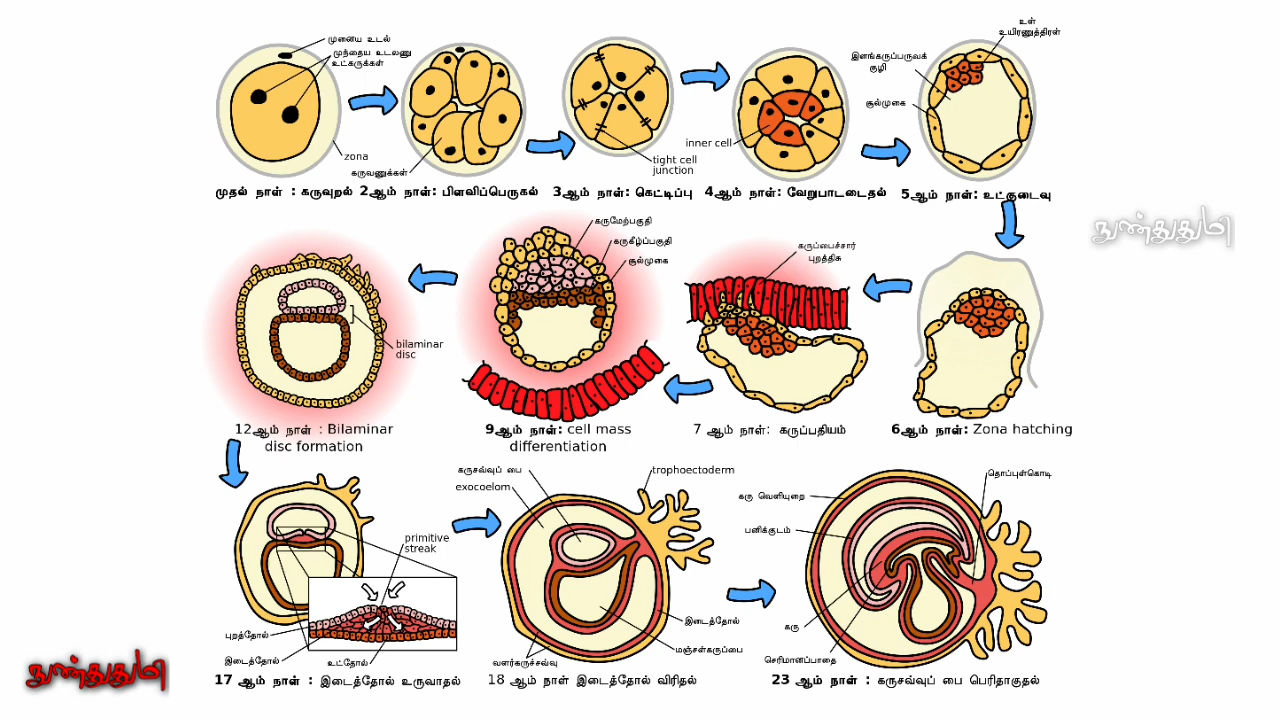 முனைய உடல்
முந்தைய உடலணு
உட்கருக்கள்
zona
கருவணுக்கள்
tight cell
junction
inner cell
இளங்கருப்பருவக்
குழி
சூல்முகை
உள்
உயிரணுத்திரள்
முதல் நாள் : கருவுறல்
2ஆம் நாள்: பிளவிப்பெருகல்
3ஆம் நாள்: கெட்டிப்பு
4ஆம் நாள்: வேறுபாடடைதல்
5ஆம் நாள்: உட்குடைவு
நுண்துகமி
bilaminar
disc
கருமேற்பகுதி
கருகீழ்ப்பகுதி
சூல்முகை
கருப்பைச்சார்
புறத்திசு
12ஆம் நாள் : Bilaminar
disc formation
9ஆம் நாள்: cell mass
differentiation
7 ஆம் நாள்: கருப்பதியம்
6ஆம் நாள்: Zona hatching
primitive
streak
புறத்தோல்
இடைத்தோல்
உட்தோல்
கருசவ்வுப் பை
exocoelom
trophoectoderm
இடைத்தோல்
மஞ்சள்கருப்பை
வளர்கருச்சவ்வு
கரு வெளியுறை
பனிக்குடம்
கரு
செரிமானப்பாதை
தொப்புள்கொடி
17 ஆம் நாள் : இடைத்தோல் உருவாதல்
18 ஆம் நாள் இடைத்தோல் விரிதல்
23 ஆம் நாள் : கருசவ்வுப் பை பெரிதாகுதல்
நுண்துகமி